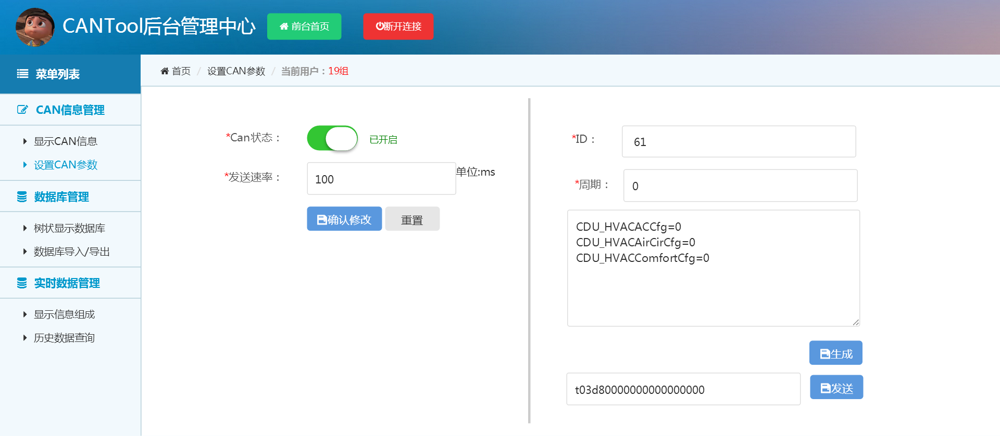 CANTool后台管理中心
前台首页
断开连接
菜单列表
首页 / 设置CAN参数 / 当前用户：19组
CAN信息管理
显示CAN信息
设置CAN参数
数据库管理
树状显示数据库
数据库导入/导出
实时数据管理
显示信息组成
历史数据查询
*Can状态：
已开启
*发送速率：
100
单位:ms
确认修改
重置
*ID：
61
*周期：
0
CDU_HVACACCfg=0
CDU_HVACAirCirCfg=0
CDU_HVACComfortCfg=0
生成
t03d80000000000000000
发送